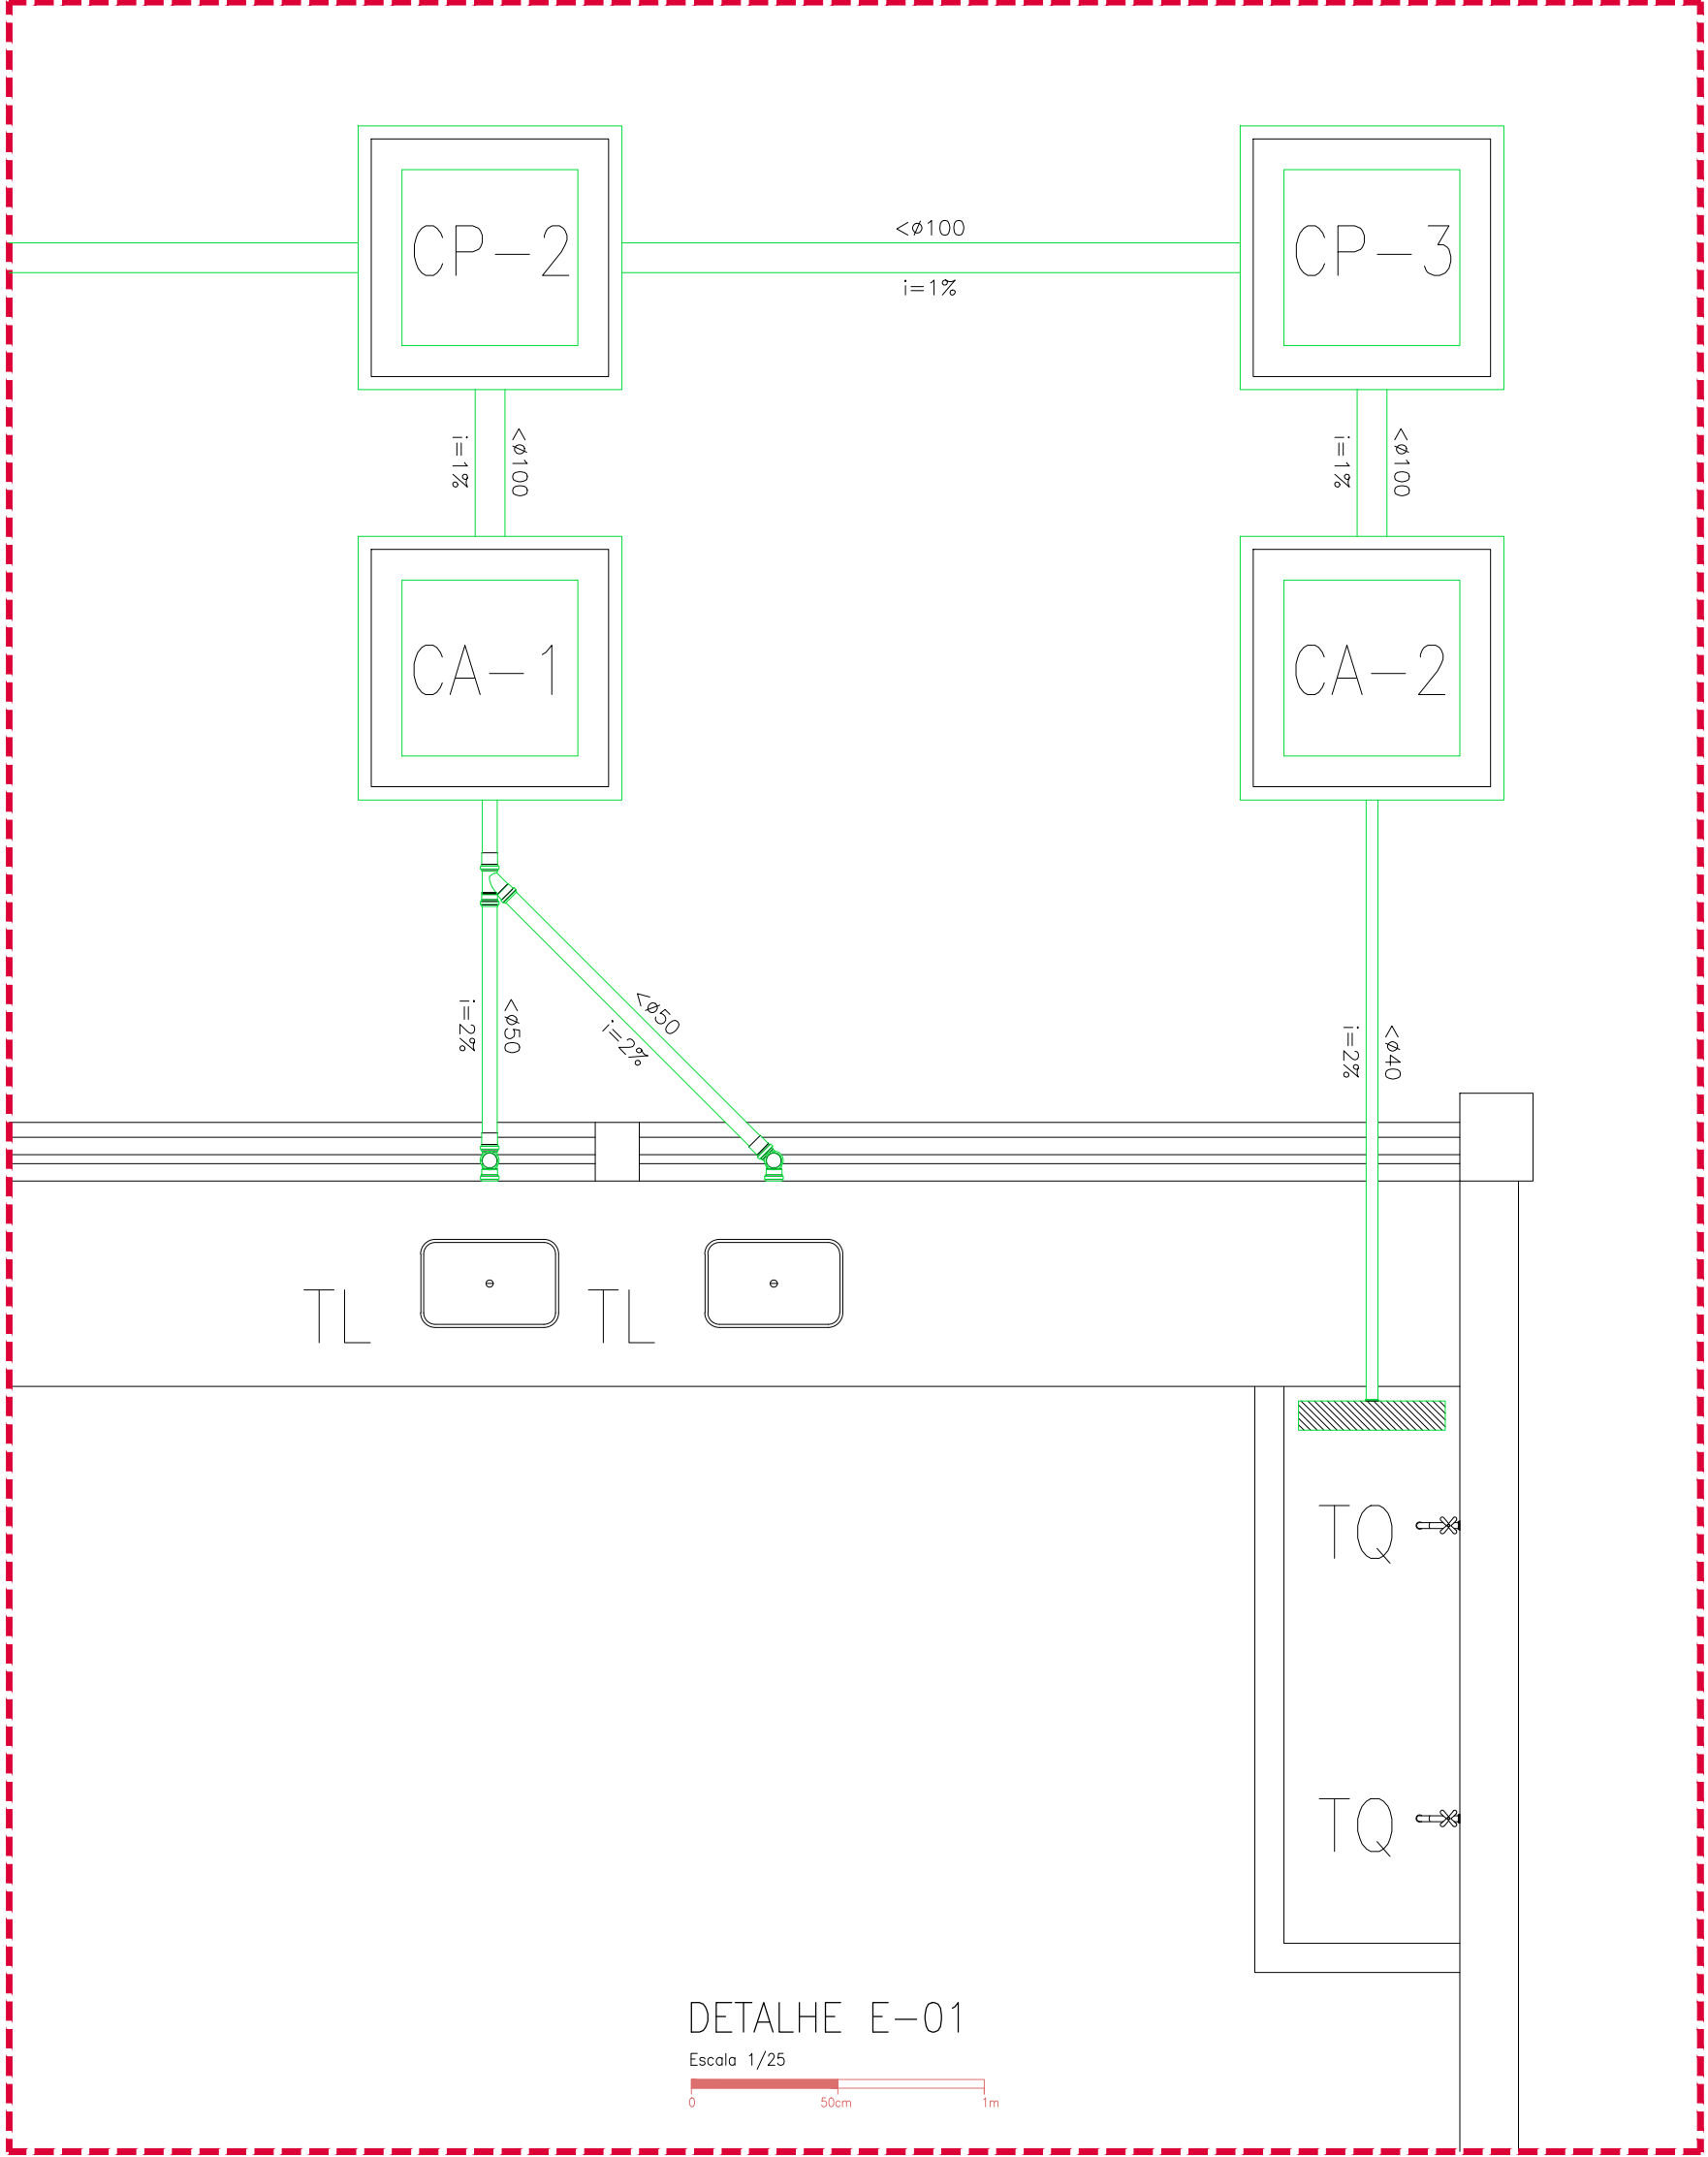 CP-2
<ø100
i=1%
CP-3
i=1%
<ø100
i=1%
<ø100
CA-1
CA-2
i=2%
<ø50
<ø50
i=2%
i=2%
<ø40
TL
TL
TQ
TQ
DETALHE E-01
Escala 1/25
0
50cm
1m